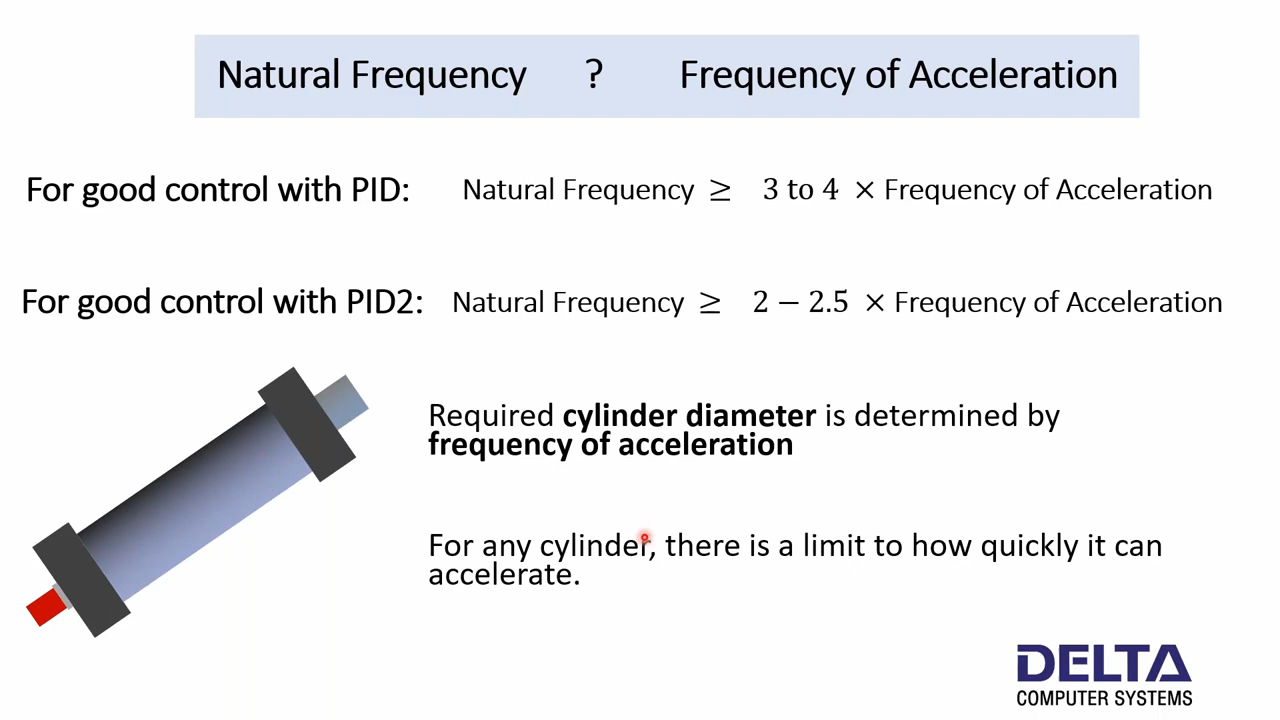 Natural Frequency ? Frequency of Acceleration
For good control with PID: Natural Frequency ≥ 3 to 4 × Frequency of Acceleration
For good control with PID2: Natural Frequency ≥ 2 − 2.5 × Frequency of Acceleration
Required cylinder diameter is determined by
frequency of acceleration
For any cylinder, there is a limit to how quickly it can
accelerate.
DELTA
COMPUTER SYSTEMS